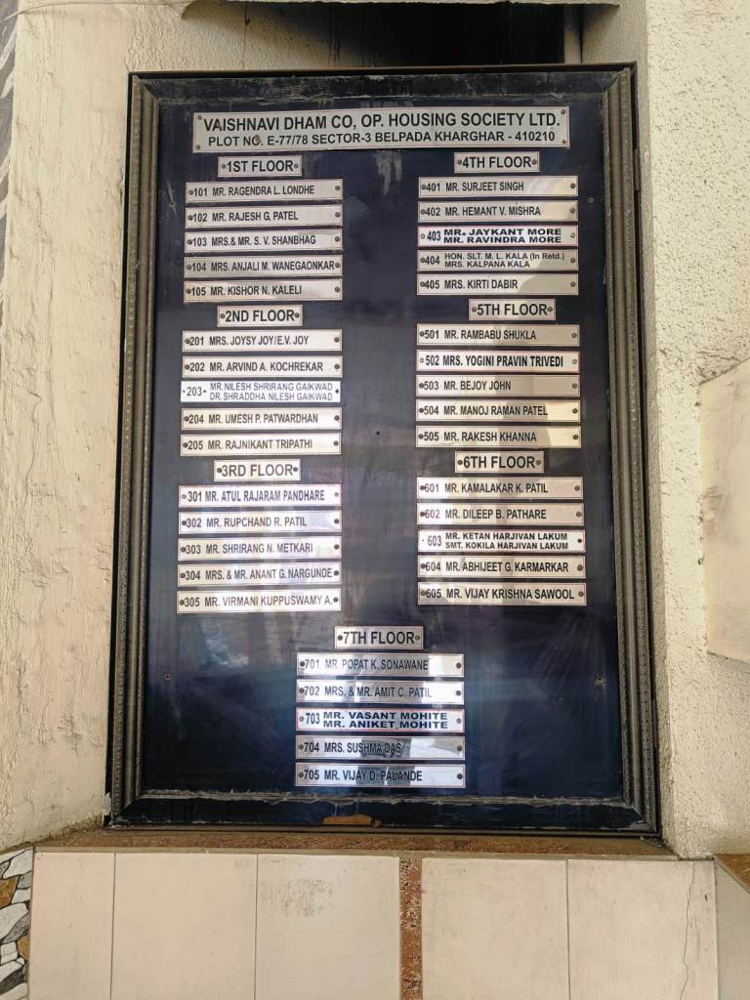 VAISHNAVI DHAM CO, OP. HOUSING SOCIETY LTD.
PLOT NO. E-77/78 SECTOR-3 BELPADA KHARGHAR - 410210
1ST FLOOR
101 MR. RAGENDRA L. LONDHE
102 MR. RAJESH G. PATEL
103 MRS.& MR. S. V. SHANBHAG
104 MRS. ANJALI M. WANEGAONKAR
105 MR. KISHOR N. KALELI
2ND FLOOR
201 MRS. JOYSY JOY/E.V. JOY
202 MR. ARVIND A. KOCHREKAR
203 MR.NILESH SHRIRANG GAIKWAD
DR. SHRADDHA NILESH GAIKWAD
204 MR. UMESH P. PATWARDHAN
205 MR. RAJNIKANT TRIPATHI
3RD FLOOR
301 MR. ATUL RAJARAM PANDHARE
302 MR. RUPCHAND R. PATIL
303 MR. SHRIRANG N. METKARI
304 MRS. & MR. ANANT G. NARGUNDE
305 MR. VIRMANI KUPPUSWAMY A.
4TH FLOOR
401 MR. SURJEET SINGH
402 MR. HEMANT V. MISHRA
403 MR. JAYKANT MORE
MR. RAVINDRA MORE
404 HON. SLT. M. L. KALA (In Retd.)
MRS. KALPANA KALA
405 MRS. KIRTI DABIR
5TH FLOOR
501 MR. RAMBABU SHUKLA
502 MRS. YOGINI PRAVIN TRIVEDI
503 MR. BEJOY JOHN
504 MR. MANOJ RAMAN PATEL
505 MR. RAKESH KHANNA
6TH FLOOR
601 MR. KAMALAKAR K. PATIL
602 MR. DILEEP B. PATHARE
603 MR. KETAN HARJIVAN LAKUM
SMT. KOKILA HARJIVAN LAKUM
604 MR. ABHIJEET G. KARMARKAR
605 MR. VIJAY KRISHNA SAWOOL
7TH FLOOR
701 MR. POPAT K. SONAWANE
702 MRS. & MR. AMIT C. PATIL
703 MR. VASANT MOHITE
MR. ANIKET MOHITE
704 MRS. SUSHMA DAS
705 MR. VIJAY D. PALANDE